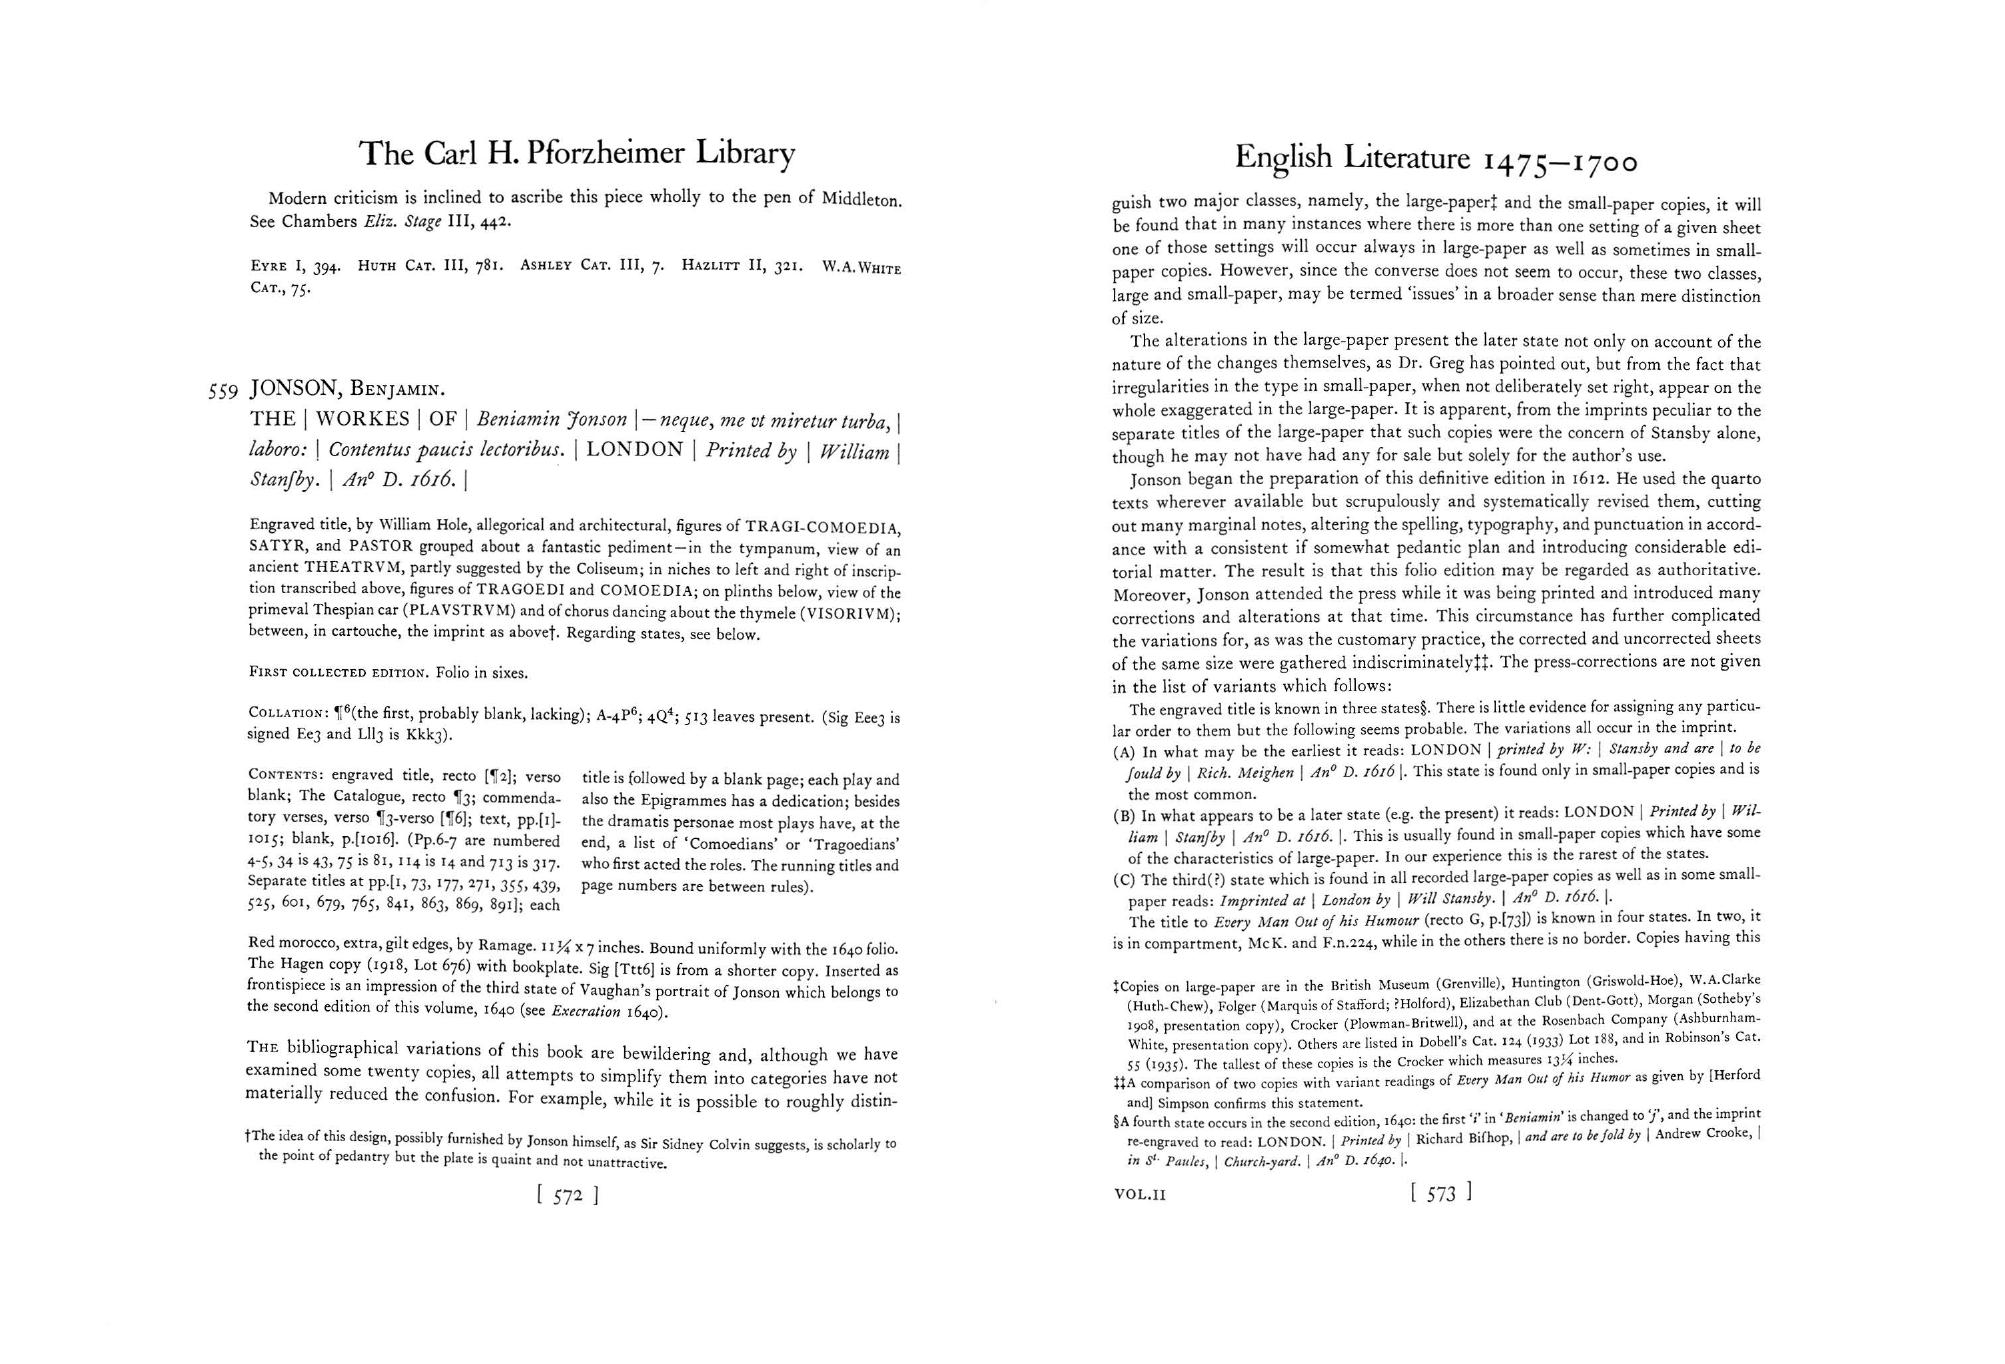 The Carl H. Pforzheimer Library
Modern criticism is inclined to ascribe this piece wholly to the pen of Middleton.
See Chambers Eliz. Stage III, 442.
EYRE I, 394. HUTH CAT. III, 781. ASHLEY CAT. III, 7. HAZLITT II, 321. W.A.WHITE
CAT., 75.
559 JONSON, BENJAMIN.
THE | WORKES | OF | Beniamin Jonson |—neque, me vt miretur turba, |
laboro: | Contentus paucis lectoribus. | LONDON | Printed by | William |
Stanſby. | Anº D. 1616. |
Engraved title, by William Hole, allegorical and architectural, figures of TRAGI-COMOEDIA,
SATYR, and PASTOR grouped about a fantastic pediment—in the tympanum, view of an
ancient THEATRVM, partly suggested by the Coliseum; in niches to left and right of inscrip-
tion transcribed above, figures of TRAGOEDI and COMOEDIA; on plinths below, view of the
primeval Thespian car (PLAVSTRVM) and of chorus dancing about the thymele (VISORIVM);
between, in cartouche, the imprint as above†. Regarding states, see below.
FIRST COLLECTED EDITION. Folio in sixes.
COLLATION: ¶⁶(the first, probably blank, lacking); A-4P⁶; 4Q⁴; 513 leaves present. (Sig Eee3 is
signed Ee3 and Lll3 is Kkk3).
CONTENTS: engraved title, recto [¶2]; verso
blank; The Catalogue, recto ¶3; commenda-
tory verses, verso ¶3-verso [¶6]; text, pp.[1]-
1015; blank, p.[1016]. (Pp.6-7 are numbered
4-5, 34 is 43, 75 is 81, 114 is 14 and 713 is 317.
Separate titles at pp.[1, 73, 177, 271, 355, 439,
525, 601, 679, 765, 841, 863, 869, 891]; each
title is followed by a blank page; each play and
also the Epigrammes has a dedication; besides
the dramatis personae most plays have, at the
end, a list of 'Comoedians' or 'Tragoedians'
who first acted the roles. The running titles and
page numbers are between rules).
Red morocco, extra, gilt edges, by Ramage. 11¼ x 7 inches. Bound uniformly with the 1640 folio.
The Hagen copy (1918, Lot 676) with bookplate. Sig [Ttt6] is from a shorter copy. Inserted as
frontispiece is an impression of the third state of Vaughan's portrait of Jonson which belongs to
the second edition of this volume, 1640 (see Execration 1640).
THE bibliographical variations of this book are bewildering and, although we have
examined some twenty copies, all attempts to simplify them into categories have not
materially reduced the confusion. For example, while it is possible to roughly distin-
†The idea of this design, possibly furnished by Jonson himself, as Sir Sidney Colvin suggests, is scholarly to
the point of pedantry but the plate is quaint and not unattractive.
[ 572 ]
English Literature 1475—1700
guish two major classes, namely, the large-paper‡ and the small-paper copies, it will
be found that in many instances where there is more than one setting of a given sheet
one of those settings will occur always in large-paper as well as sometimes in small-
paper copies. However, since the converse does not seem to occur, these two classes,
large and small-paper, may be termed 'issues' in a broader sense than mere distinction
of size.
The alterations in the large-paper present the later state not only on account of the
nature of the changes themselves, as Dr. Greg has pointed out, but from the fact that
irregularities in the type in small-paper, when not deliberately set right, appear on the
whole exaggerated in the large-paper. It is apparent, from the imprints peculiar to the
separate titles of the large-paper that such copies were the concern of Stansby alone,
though he may not have had any for sale but solely for the author's use.
Jonson began the preparation of this definitive edition in 1612. He used the quarto
texts wherever available but scrupulously and systematically revised them, cutting
out many marginal notes, altering the spelling, typography, and punctuation in accord-
ance with a consistent if somewhat pedantic plan and introducing considerable edi-
torial matter. The result is that this folio edition may be regarded as authoritative.
Moreover, Jonson attended the press while it was being printed and introduced many
corrections and alterations at that time. This circumstance has further complicated
the variations for, as was the customary practice, the corrected and uncorrected sheets
of the same size were gathered indiscriminately‡‡. The press-corrections are not given
in the list of variants which follows:
The engraved title is known in three states§. There is little evidence for assigning any particu-
lar order to them but the following seems probable. The variations all occur in the imprint.
(A) In what may be the earliest it reads: LONDON | printed by W: | Stansby and are | to be
ſould by | Rich. Meighen | Anº D. 1616 |. This state is found only in small-paper copies and is
the most common.
(B) In what appears to be a later state (e.g. the present) it reads: LONDON | Printed by | Wil-
liam | Stanſby | Anº D. 1616. |. This is usually found in small-paper copies which have some
of the characteristics of large-paper. In our experience this is the rarest of the states.
(C) The third(?) state which is found in all recorded large-paper copies as well as in some small-
paper reads: Imprinted at | London by | Will Stansby. | Anº D. 1616. |.
The title to Every Man Out of his Humour (recto G, p.[73]) is known in four states. In two, it
is in compartment, McK. and F.n.224, while in the others there is no border. Copies having this
‡Copies on large-paper are in the British Museum (Grenville), Huntington (Griswold-Hoe), W.A.Clarke
(Huth-Chew), Folger (Marquis of Stafford; ?Holford), Elizabethan Club (Dent-Gott), Morgan (Sotheby's
1908, presentation copy), Crocker (Plowman-Britwell), and at the Rosenbach Company (Ashburnham-
White, presentation copy). Others are listed in Dobell's Cat. 124 (1933) Lot 188, and in Robinson's Cat.
55 (1935). The tallest of these copies is the Crocker which measures 13¼ inches.
‡‡A comparison of two copies with variant readings of Every Man Out of his Humor as given by [Herford
and] Simpson confirms this statement.
§A fourth state occurs in the second edition, 1640: the first 'i' in 'Beniamin' is changed to 'j', and the imprint
re-engraved to read: LONDON. | Printed by | Richard Biſhop, | and are to be ſold by | Andrew Crooke, |
in Sᵗ· Paules, | Church-yard. | Anº D. 1640. |.
VOL.II
[ 573 ]